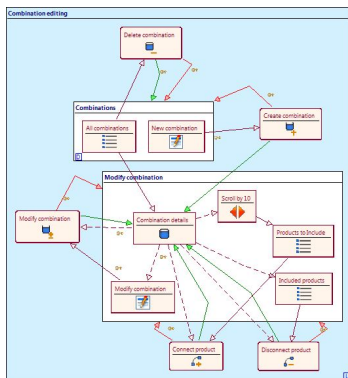 Combination editing
Delete combination
Combinations
All combinations
New combination
Create combination
Modify combination
Scroll by 10
Modify combination
Combination details
Products to Include
Included products
Modify combination
Connect product
Disconnect product